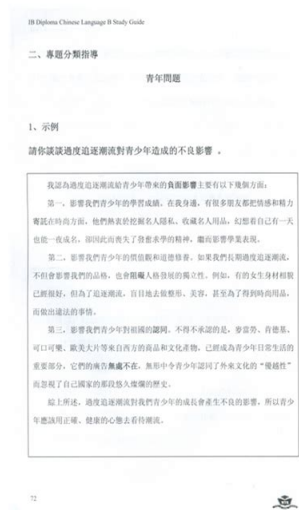 IB Diploma Chinese Language B Study Guide
二、專題分類指導
青年問題
1、示例
請你談談過度追逐潮流對青少年造成的不良影響。
我認為過度追逐潮流給青少年帶來的負面影響主要有以下幾個方面：
第一、影響我們青少年的學習成績。在我身邊，有很多朋友都把情感和精力
寄託在時尚方面，他們熱衷於挖掘名人隱私、收藏名人用品，幻想着自己有一天
也能一夜成名，卻因此而喪失了發奮求學的精神，繼而影響學業表現。
第二、影響我們青少年的價值觀和道德修養。如果我們長期過度追逐潮流，
不但會影響我們的品格，也會阻礙人格發展的獨立性。例如，有的女生身材相貌
已經很好，但為了追逐潮流，盲目地去做整形、美容，甚至為了得到時尚用品，
而做出違法的事情。
第三、影響我們青少年對祖國的認同。不得不承認的是，麥當勞、肯德基、
可口可樂、歐美大片等來自西方的商品和文化產物，已經成為青少年日常生活的
重要部分，它們的廣告無處不在，無形中令青少年認同了外來文化的“優越性”
而忽視了自己國家的那段悠久燦爛的歷史。
綜上所述，過度追逐潮流對我們青少年的成長會產生不良的影響，所以青少
年應該用正確、健康的心態去看待潮流。
72